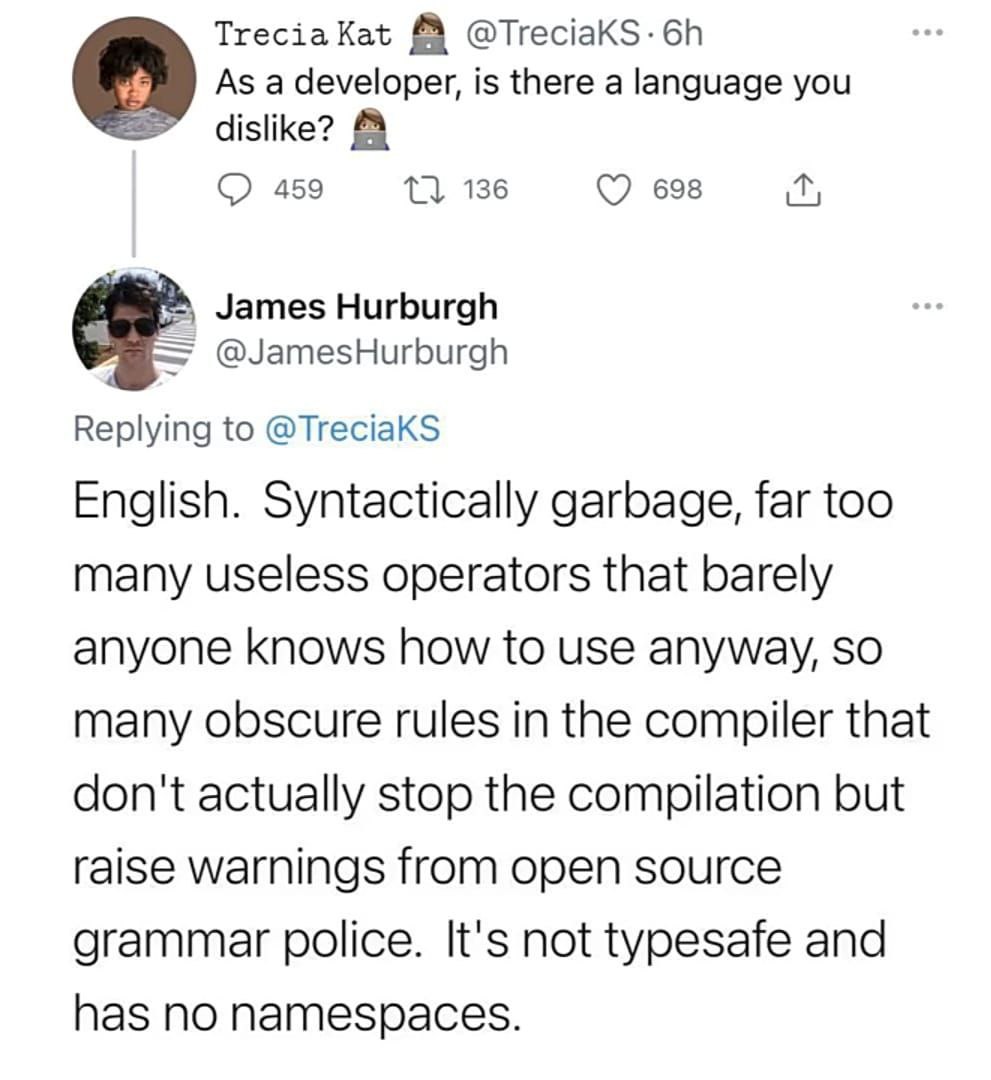 Trecia Kat 👩🏽‍💻 @TreciaKS · 6h
As a developer, is there a language you
dislike? 👩🏽‍💻
459 136 698
James Hurburgh
@JamesHurburgh
Replying to @TreciaKS
English.  Syntactically garbage, far too
many useless operators that barely
anyone knows how to use anyway, so
many obscure rules in the compiler that
don't actually stop the compilation but
raise warnings from open source
grammar police.  It's not typesafe and
has no namespaces.